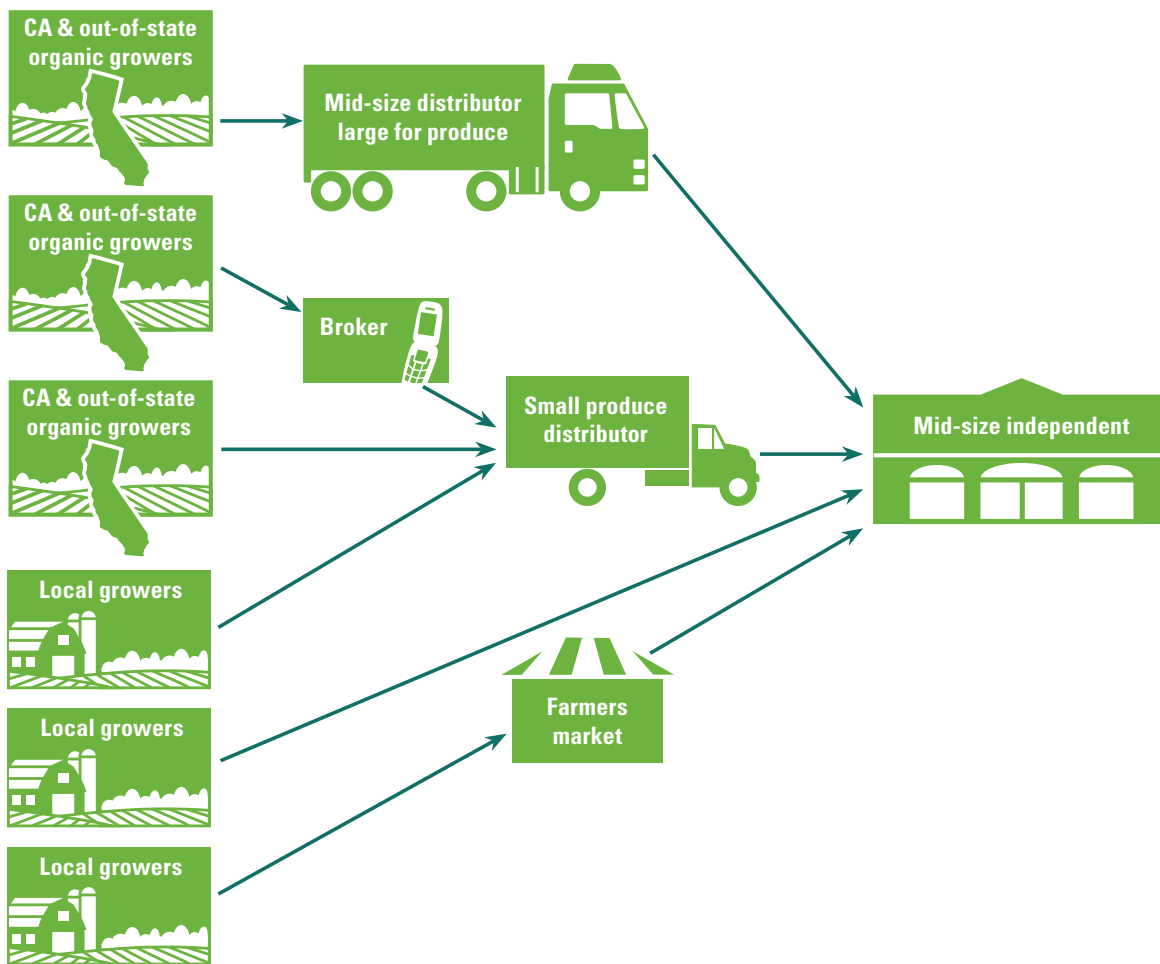 CA & out-of-state
organic growers
Mid-size distributor
large for produce
CA & out-of-state
organic growers
Broker
CA & out-of-state
organic growers
Small produce
distributor
Mid-size independent
Local growers
Farmers
market
Local growers
Local growers